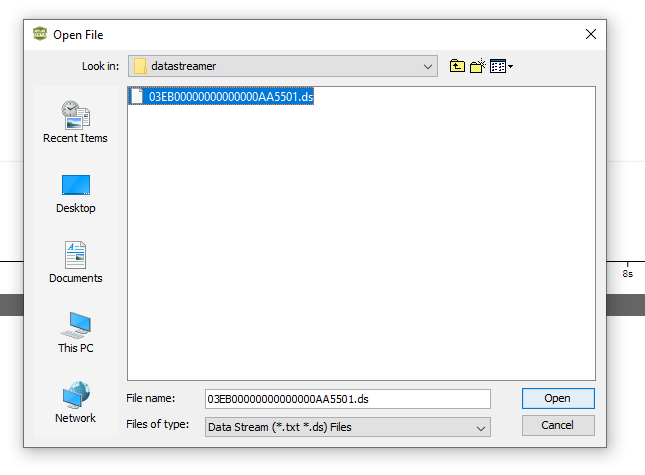 Open File
Look in:
datastreamer
03EB00000000000000AA5501.ds
Recent Items
Desktop
Documents
This PC
Network
File name:
03EB00000000000000AA5501.ds
Open
Files of type:
Data Stream (*.txt *.ds) Files
Cancel
8s